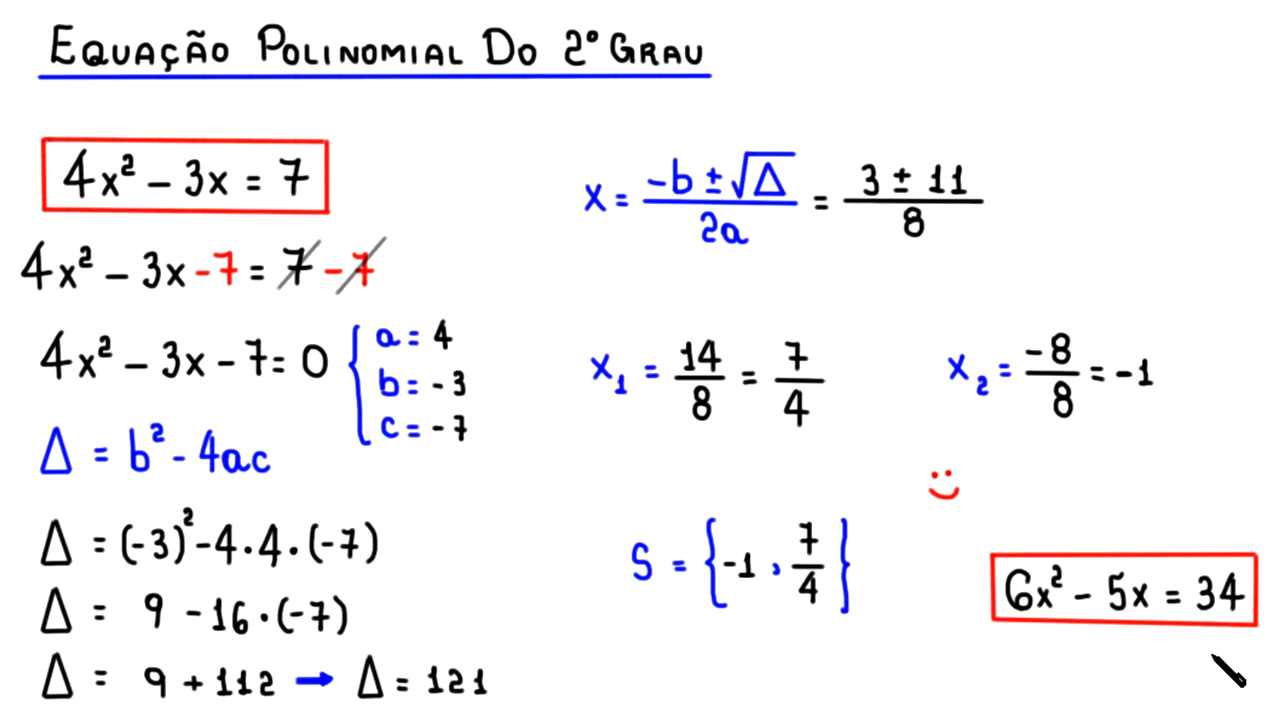 EQUAÇÃO POLINOMIAL DO 2º GRAU
4x² - 3x = 7
4x² - 3x - 7 = 7 - 7
4x² - 3x - 7 = 0
a = 4
b = - 3
c = - 7
Δ = b² - 4ac
Δ = (-3)² - 4 · 4 · (-7)
Δ = 9 - 16 · (-7)
Δ = 9 + 112 → Δ = 121
x = (-b ± √Δ)/2a = (3 ± 11)/8
x₁ = 14/8 = 7/4
x₂ = -8/8 = -1
S = {-1, 7/4}
6x² - 5x = 34